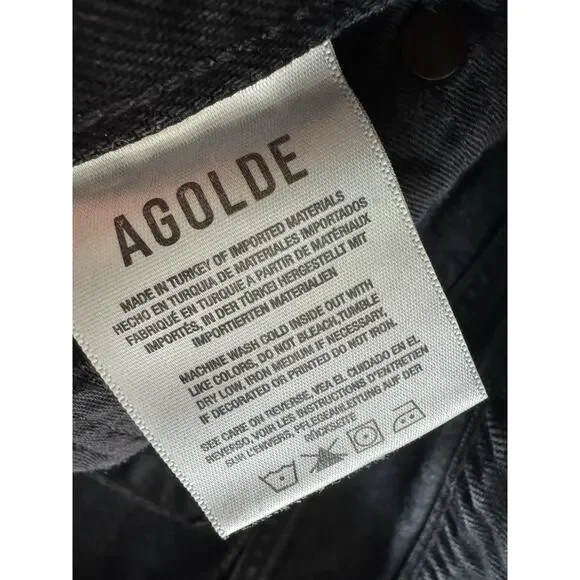 AGOLDE
MADE IN TURKEY OF IMPORTED MATERIALS
HECHO EN TURQUIA DE MATERIALES IMPORTADOS
FABRIQUÉ EN TURQUIE A PARTIR DE MATÉRIAUX
IMPORTÉS, IN DER TÜRKEI HERGESTELLT MIT
IMPORTIERTEN MATERIALIEN
MACHINE WASH COLD INSIDE OUT WITH
LIKE COLORS, DO NOT BLEACH, TUMBLE
DRY LOW, IRON MEDIUM IF NECESSARY,
IF DECORATED OR PRINTED DO NOT IRON.
SEE CARE ON REVERSE, VEA EL CUIDADO EN EL
REVERSO, VOIR LES INSTRUCTIONS D'ENTRETIEN
SUR L'ENVERS, PFLEGEANLEITUNG AUF DER
RÜCKSEITE